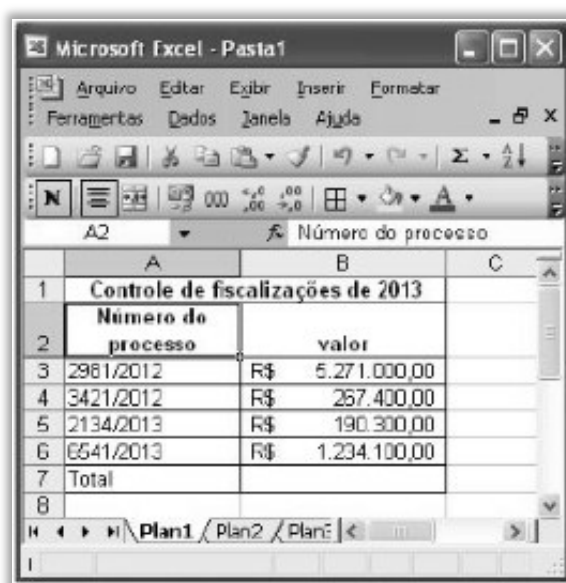 Microsoft Excel - Pasta1
Arquivo Editar Exibir Inserir Formatar
Ferramentas Dados Janela Ajuda
N 000
A2 fx Número do processo
A B C
1 Controle de fiscalizações de 2013
2 Número do processo valor
3 2981/2012 R$ 5.271.000,00
4 3421/2012 R$ 267.400,00
5 2134/2013 R$ 190.300,00
6 6541/2013 R$ 1.234.100,00
7 Total
8
Plan1 Plan2